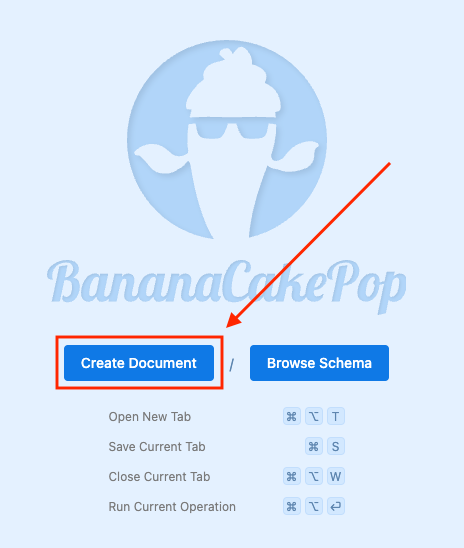 BananaCakePop
Create Document / Browse Schema
Open New Tab ⌘ ⌥ T
Save Current Tab ⌘ S
Close Current Tab ⌘ ⌥ W
Run Current Operation ⌘ ⌥ ⏎